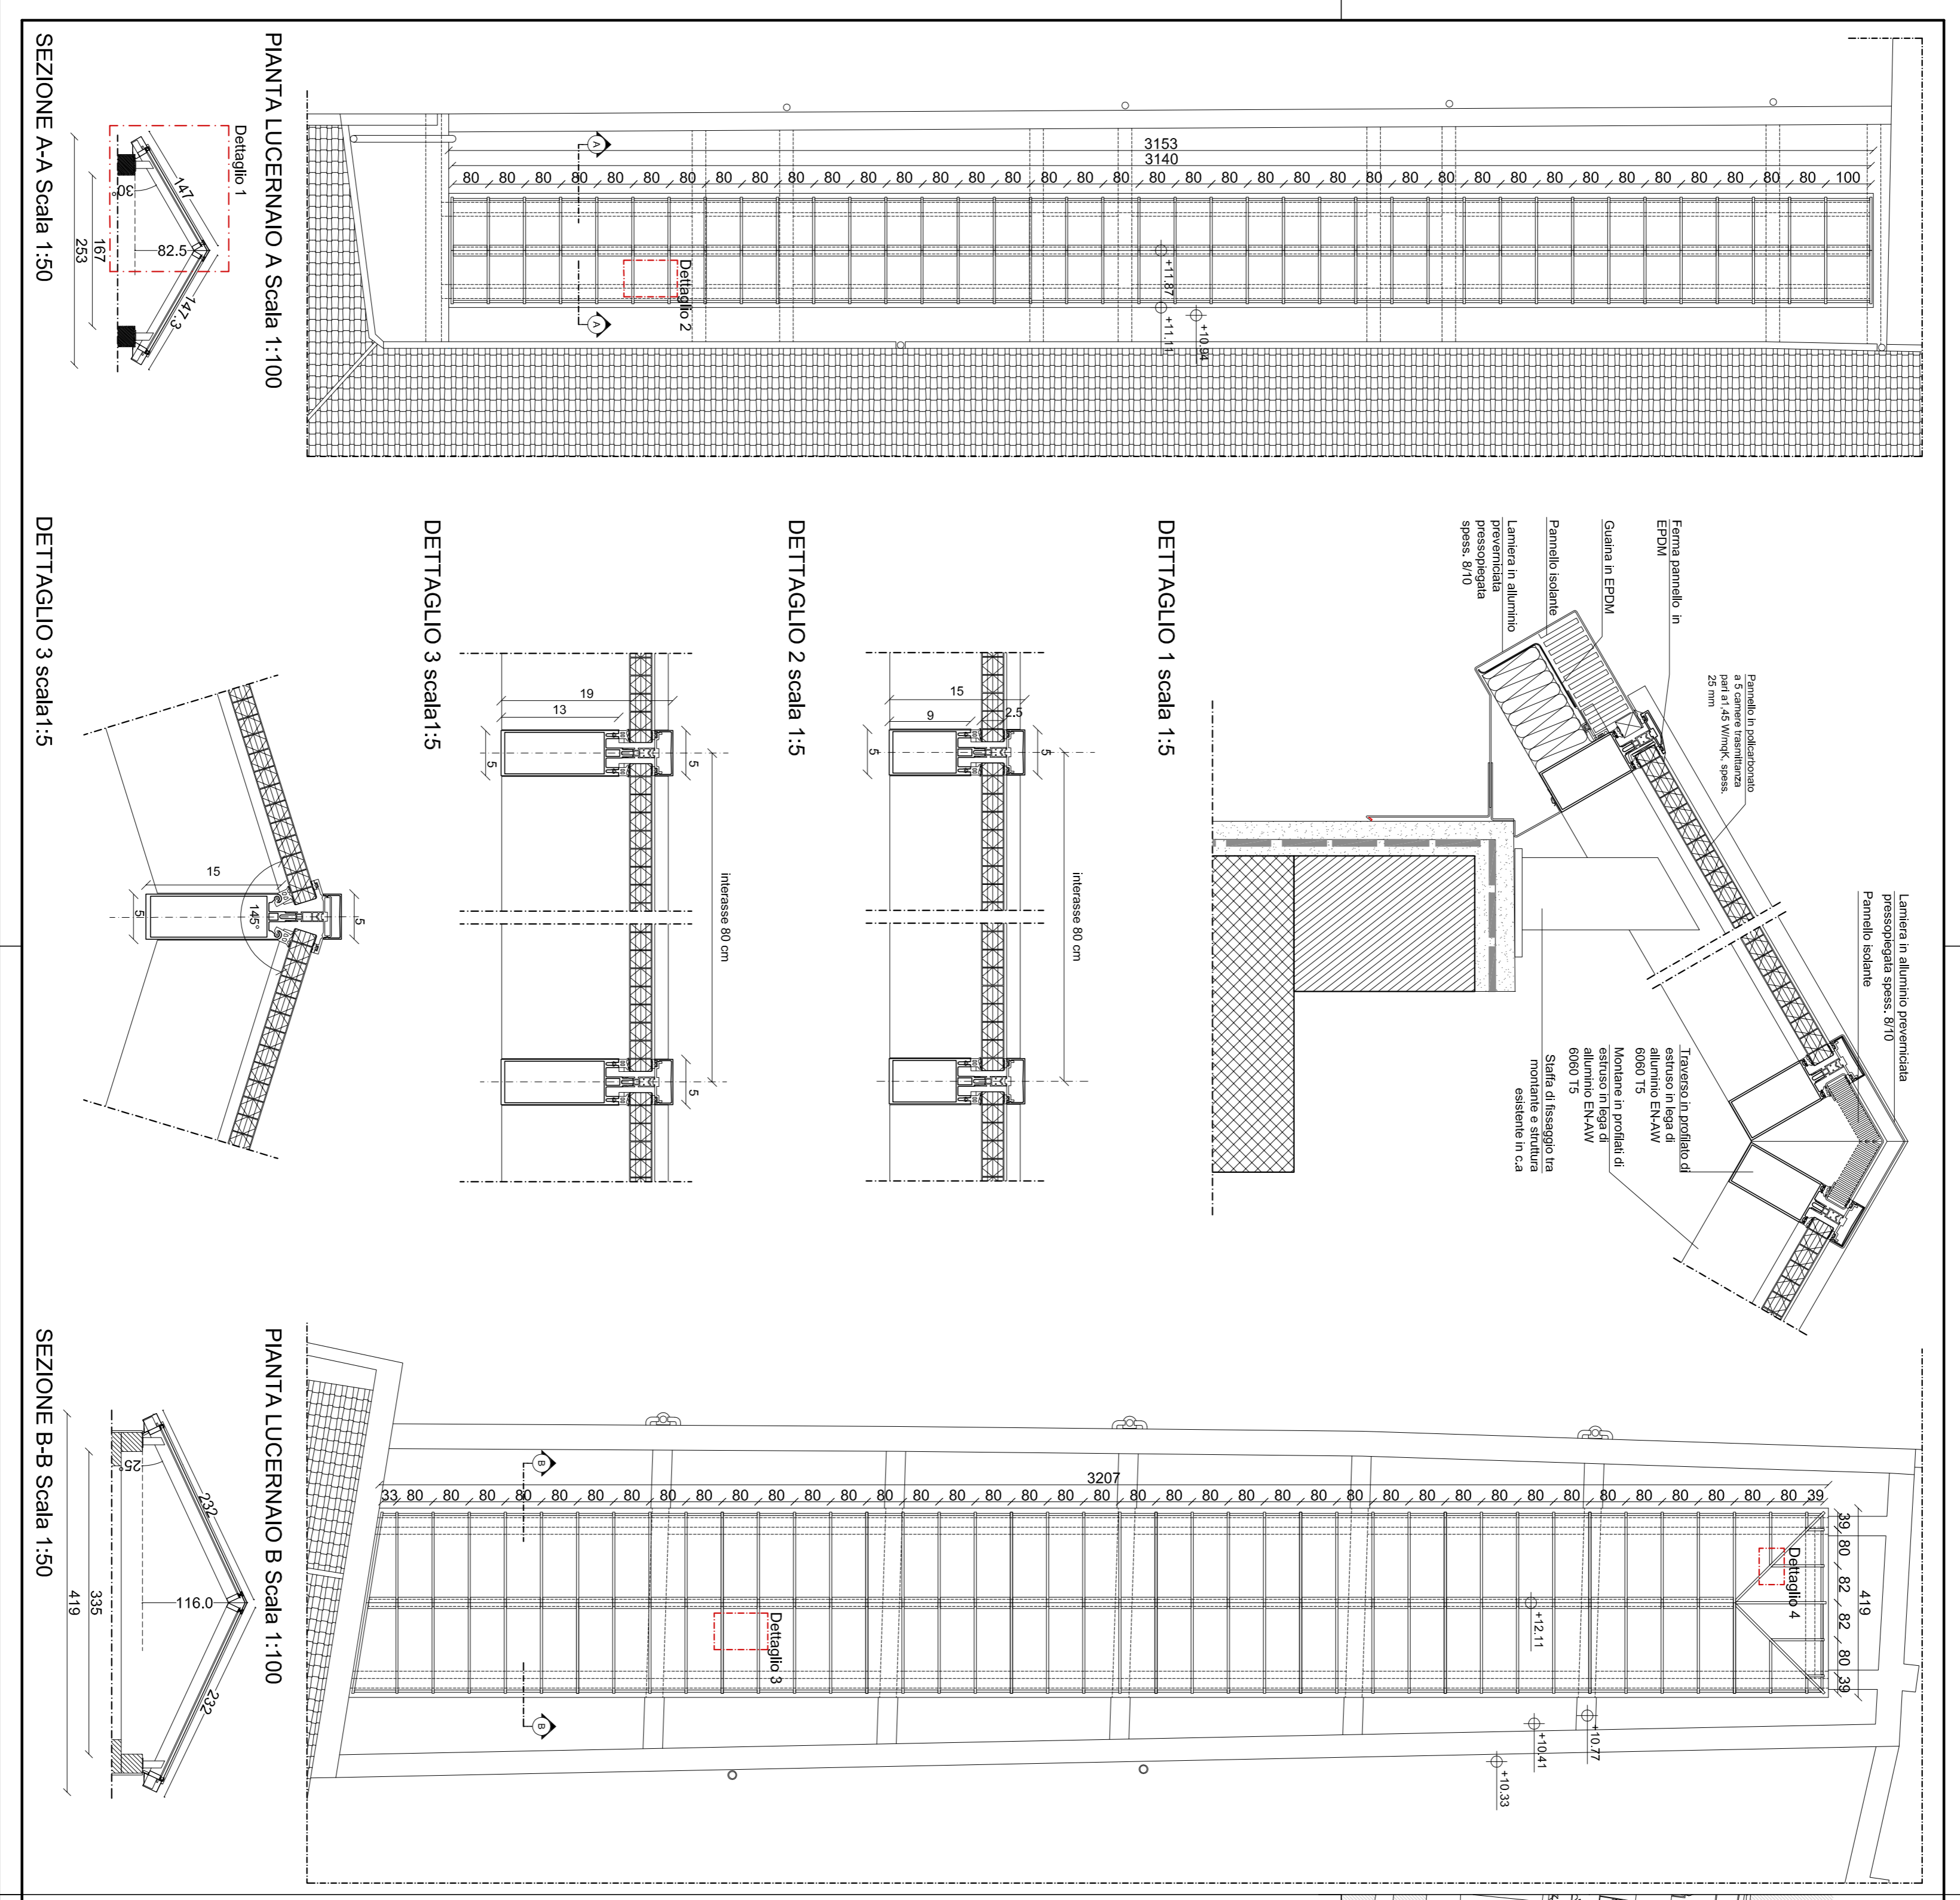 PIANTA LUCERNAIO A Scala 1:100
3153
3140
80 80 80 80 80 80 80 80 80 80 80 80 80 80 80 80 80 80 80 80 80 80 80 80 80 80 80 80 80 80 80 80 80 80 80 80 80 80 100
A
A
Dettaglio 2
+11.87
+11.11
+10.94
SEZIONE A-A Scala 1:50
Dettaglio 1
147
147.3
30°
82.5
167
253
DETTAGLIO 1 scala 1:5
Ferma pannello in
EPDM
Guaina in EPDM
Pannello isolante
Lamiera in alluminio
preverniciata
pressopiegata
spess. 8/10
Pannello in policarbonato
a 5 camere trasmittanza
pari a1,45 W/mqK, spess.
25 mm
Lamiera in alluminio preverniciata
pressopiegata spess. 8/10
Pannello isolante
Traverso in profilato di
estruso in lega di
alluminio EN-AW
6060 T5
Montane in profilati di
estruso in lega di
alluminio EN-AW
6060 T5
Staffa di fissaggio tra
montante e struttura
esistente in c.a
DETTAGLIO 2 scala 1:5
15
9
2.5
5
5
interasse 80 cm
DETTAGLIO 3 scala1:5
19
13
5
5
5
interasse 80 cm
DETTAGLIO 3 scala1:5
15
5
5
145°
PIANTA LUCERNAIO B Scala 1:100
3207
33 80 80 80 80 80 80 80 80 80 80 80 80 80 80 80 80 80 80 80 80 80 80 80 80 80 80 80 80 80 80 80 80 80 80 80 80 80 80 80 39
39 80 82 82 80 39
419
B
B
Dettaglio 3
Dettaglio 4
+12.11
+10.77
+10.41
+10.33
SEZIONE B-B Scala 1:50
232
232
25°
116.0
335
419